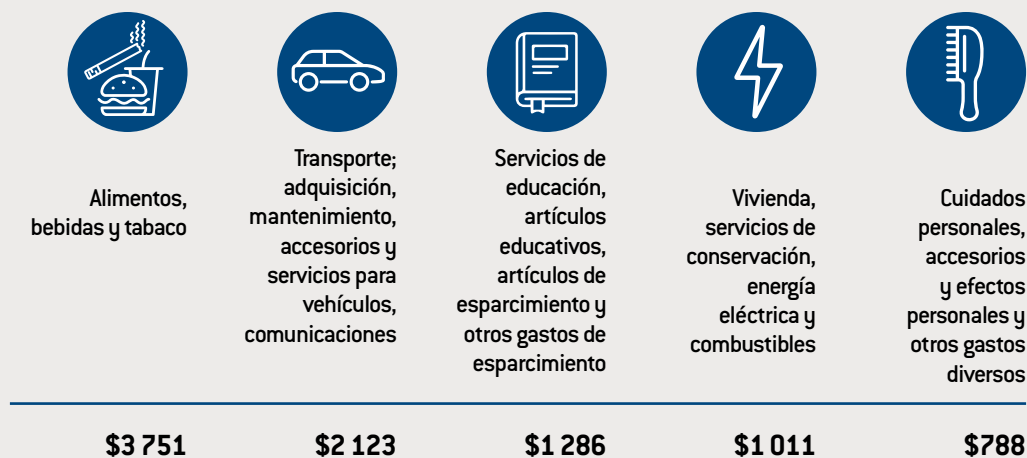 Alimentos,
bebidas y tabaco
Transporte;
adquisición,
mantenimiento,
accesorios y
servicios para
vehículos,
comunicaciones
Servicios de
educación,
artículos
educativos,
artículos de
esparcimiento y
otros gastos de
esparcimiento
Vivienda,
servicios de
conservación,
energía
eléctrica y
combustibles
Cuidados
personales,
accesorios
y efectos
personales y
otros gastos
diversos
$3 751 $2 123 $1 286 $1 011 $788